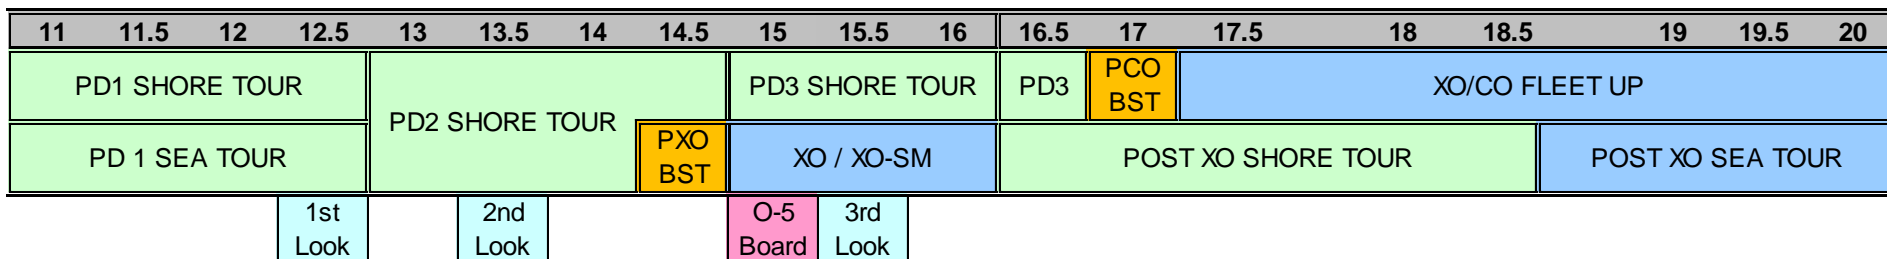 11 11.5 12 12.5 13 13.5 14 14.5 15 15.5 16 16.5 17 17.5 18 18.5 19 19.5 20
PD1 SHORE TOUR
PD2 SHORE TOUR
PD3 SHORE TOUR
PD3
PCO
BST
XO/CO FLEET UP
PD 1 SEA TOUR
PXO
BST
XO / XO-SM
POST XO SHORE TOUR
POST XO SEA TOUR
1st
Look
2nd
Look
O-5
Board
3rd
Look